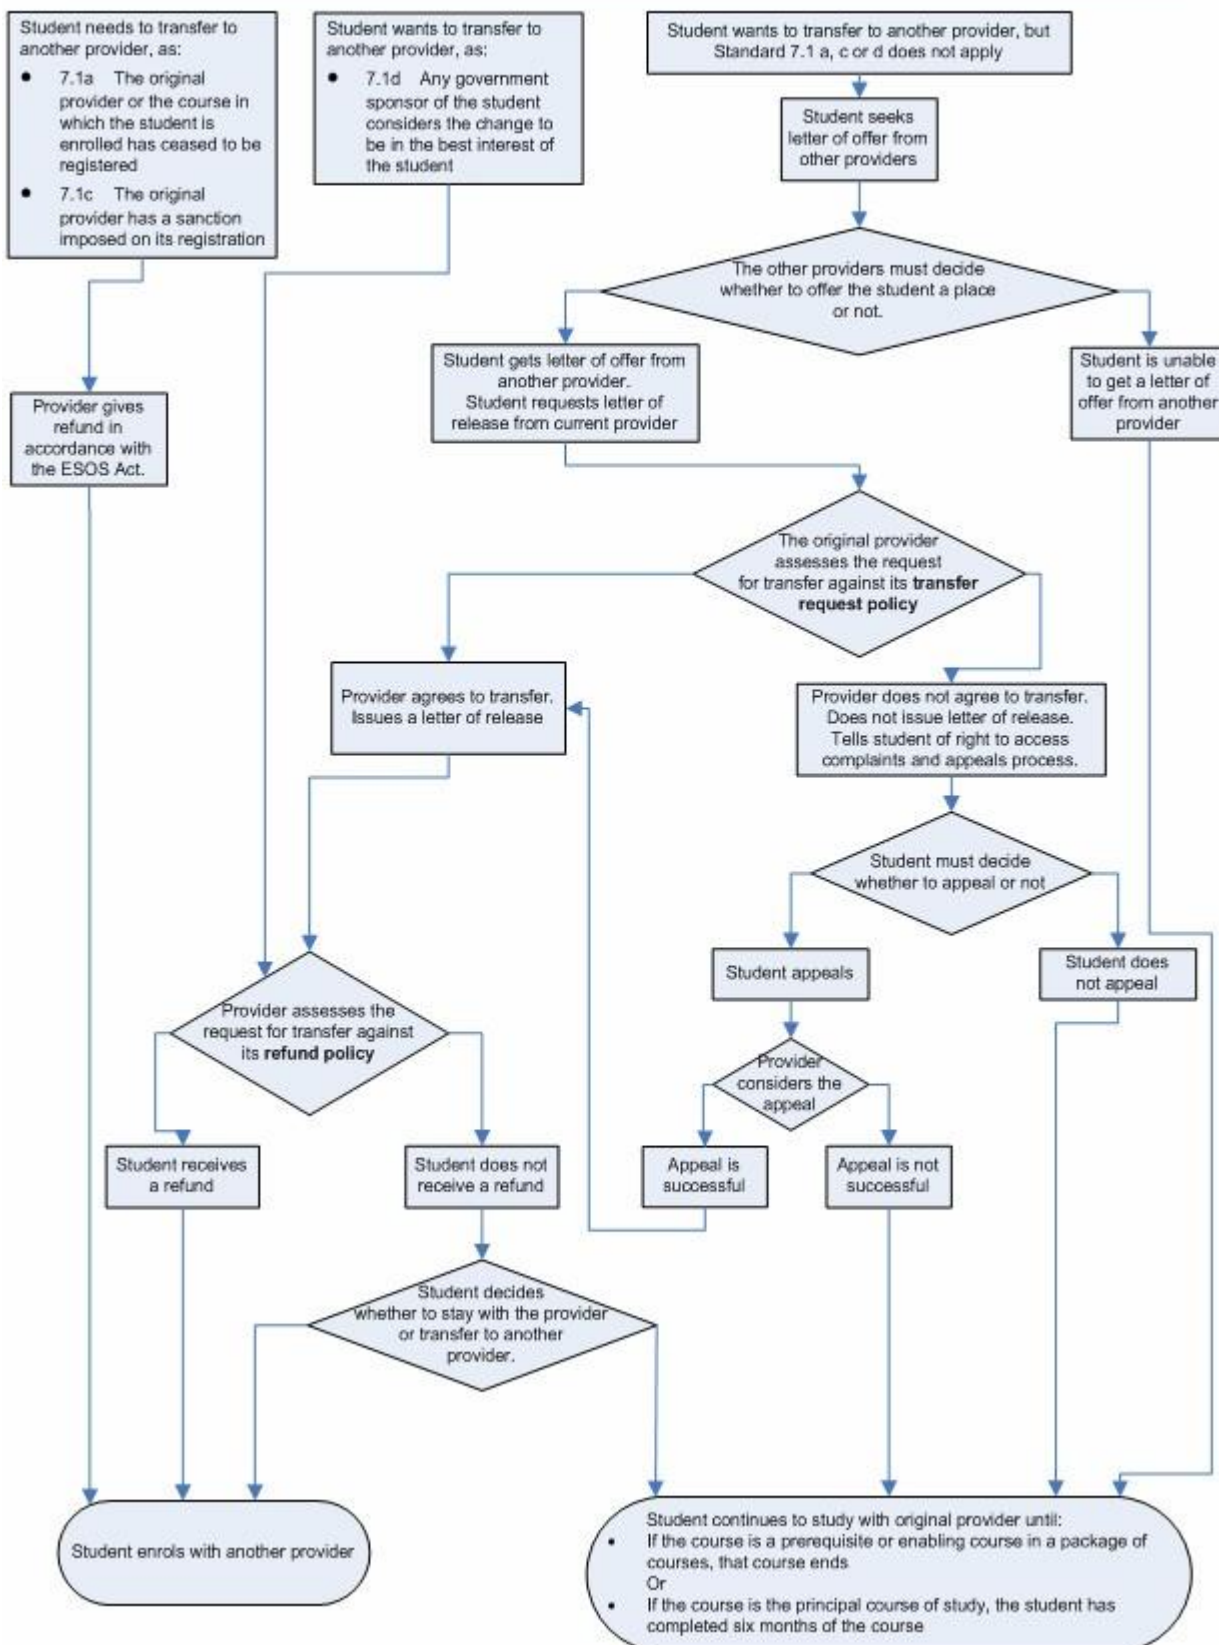 Student needs to transfer to
another provider, as:
• 7.1a The original
provider or the course in
which the student is
enrolled has ceased to be
registered
• 7.1c The original
provider has a sanction
imposed on its registration
Student wants to transfer to
another provider, as:
• 7.1d Any government
sponsor of the student
considers the change to
be in the best interest of
the student
Student wants to transfer to another provider, but
Standard 7.1 a, c or d does not apply
Student seeks
letter of offer from
other providers
The other providers must decide
whether to offer the student a place
or not.
Student gets letter of offer from
another provider.
Student requests letter of
release from current provider
Student is unable
to get a letter of
offer from another
provider
Provider gives
refund in
accordance with
the ESOS Act.
The original provider
assesses the request
for transfer against its transfer
request policy
Provider agrees to transfer.
Issues a letter of release
Provider does not agree to transfer.
Does not issue letter of release.
Tells student of right to access
complaints and appeals process.
Student must decide
whether to appeal or not
Student appeals
Student does
not appeal
Provider assesses the
request for transfer against
its refund policy
Provider
considers the
appeal
Student receives
a refund
Student does not
receive a refund
Appeal is
successful
Appeal is not
successful
Student decides
whether to stay with the provider
or transfer to another
provider.
Student enrols with another provider
Student continues to study with original provider until:
• If the course is a prerequisite or enabling course in a package of
courses, that course ends
Or
• If the course is the principal course of study, the student has
completed six months of the course